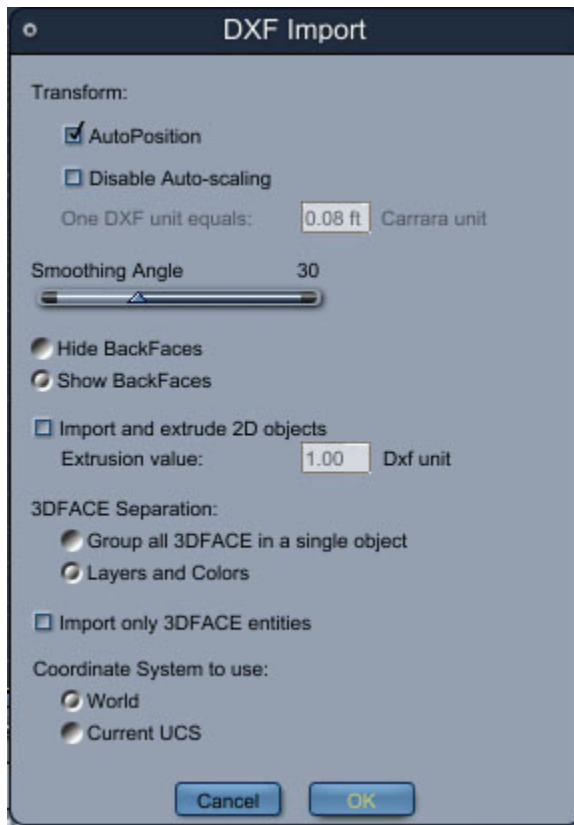 DXF Import
Transform:
AutoPosition
Disable Auto-scaling
One DXF unit equals: 0.08 ft Carrara unit
Smoothing Angle 30
Hide BackFaces
Show BackFaces
Import and extrude 2D objects
Extrusion value: 1.00 Dxf unit
3DFACE Separation:
Group all 3DFACE in a single object
Layers and Colors
Import only 3DFACE entities
Coordinate System to use:
World
Current UCS
Cancel OK